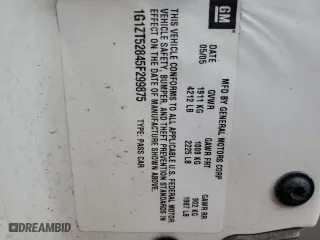 GM
MFD BY GENERAL MOTORS CORP
DATE GVWR GAWR FRT GAWR RR
05/05 1911 KG 1009 KG 902 KG
4212 LB 2225 LB 1987 LB
THIS VEHICLE CONFORMS TO ALL APPLICABLE U.S. FEDERAL MOTOR
VEHICLE SAFETY, BUMPER, AND THEFT PREVENTION STANDARDS IN
EFFECT ON THE DATE OF MANUFACTURE SHOWN ABOVE.
1G1ZT52845F299875 TYPE: PASS CAR
DREAMBID